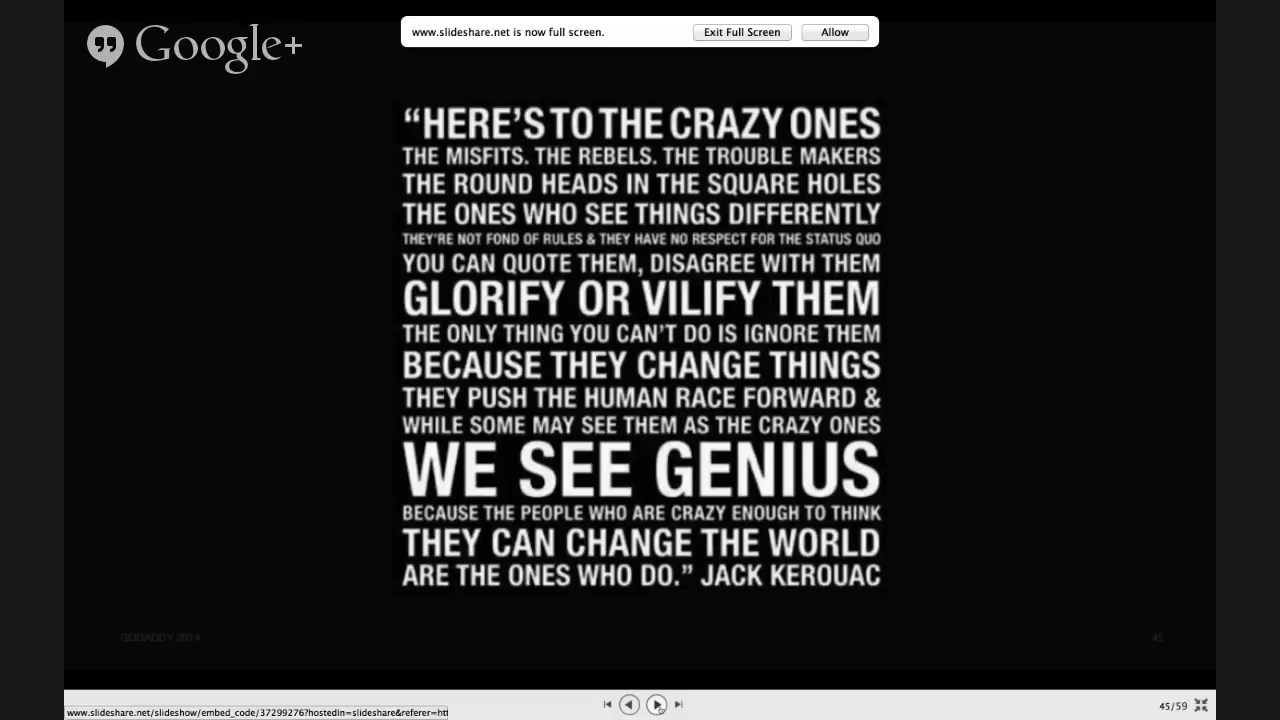 Google+
www.slideshare.net is now full screen.
Exit Full Screen
Allow
“HERE’S TO THE CRAZY ONES
THE MISFITS. THE REBELS. THE TROUBLE MAKERS
THE ROUND HEADS IN THE SQUARE HOLES
THE ONES WHO SEE THINGS DIFFERENTLY
THEY’RE NOT FOND OF RULES & THEY HAVE NO RESPECT FOR THE STATUS QUO
YOU CAN QUOTE THEM, DISAGREE WITH THEM
GLORIFY OR VILIFY THEM
THE ONLY THING YOU CAN’T DO IS IGNORE THEM
BECAUSE THEY CHANGE THINGS
THEY PUSH THE HUMAN RACE FORWARD &
WHILE SOME MAY SEE THEM AS THE CRAZY ONES
WE SEE GENIUS
BECAUSE THE PEOPLE WHO ARE CRAZY ENOUGH TO THINK
THEY CAN CHANGE THE WORLD
ARE THE ONES WHO DO.” JACK KEROUAC
GODADDY 2014
45
www.slideshare.net/slideshow/embed_code/37299276?hostedIn=slideshare&referer=htt
45/59